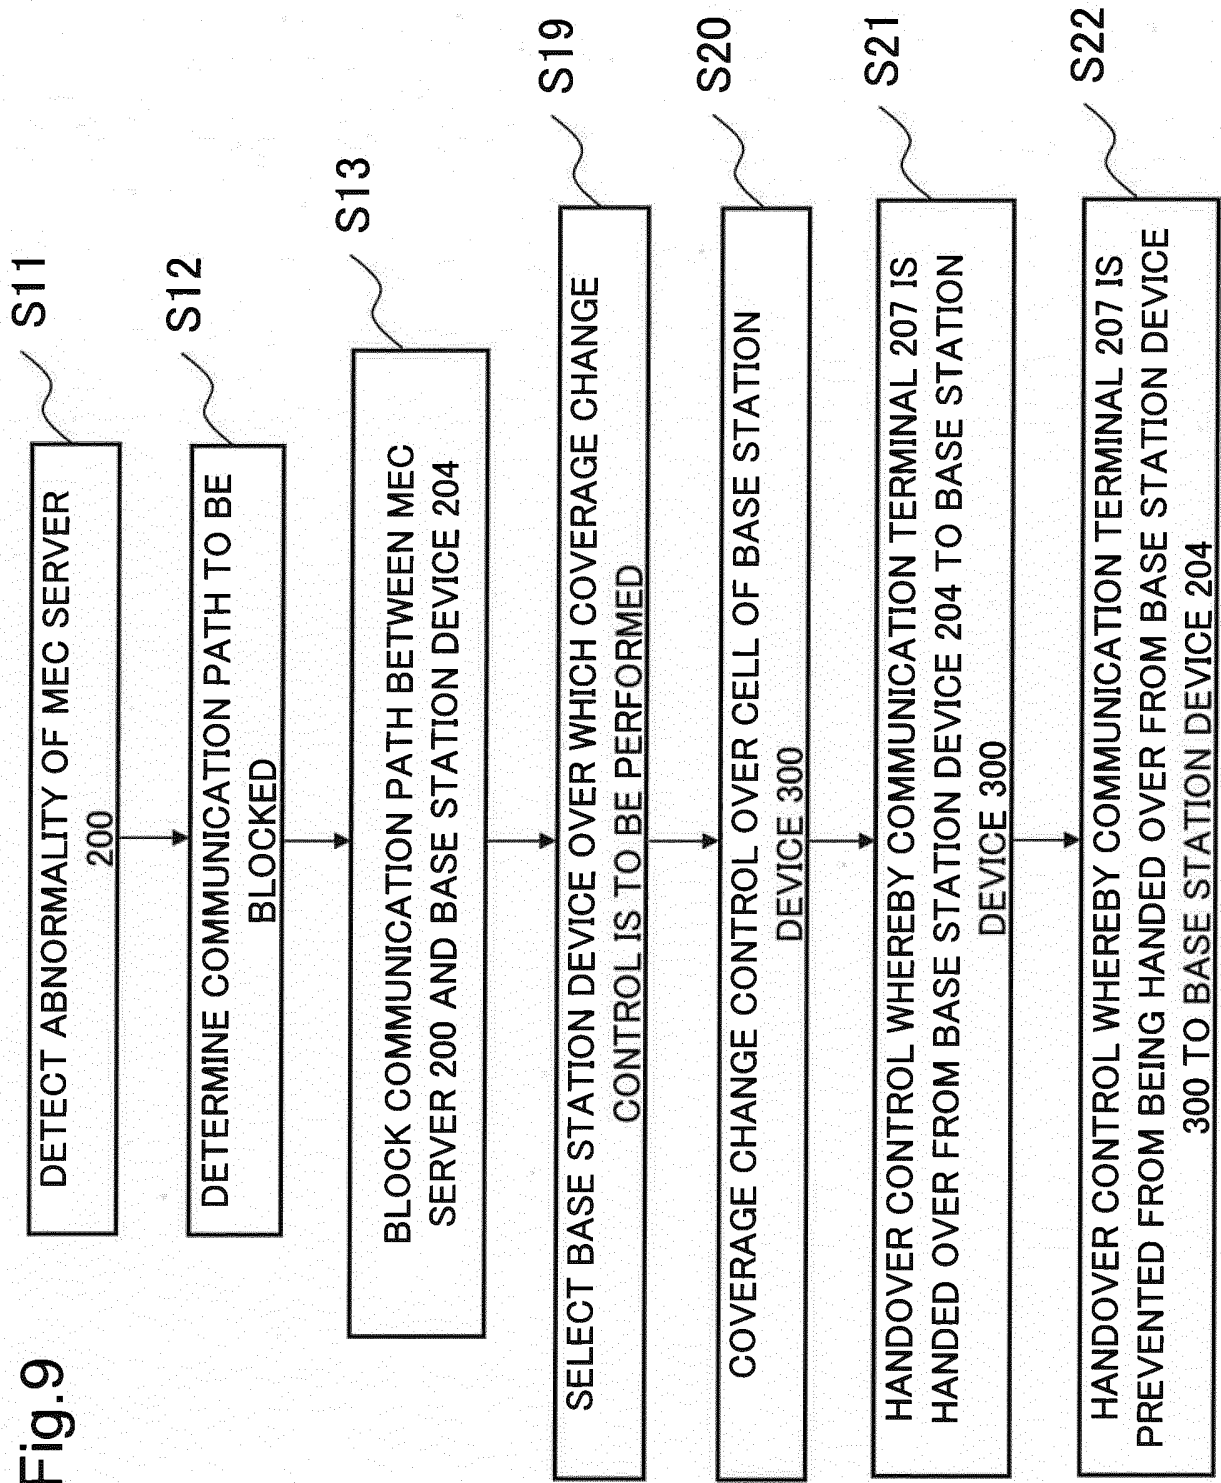 Fig.9
S11
DETECT ABNORMALITY OF MEC SERVER
200
S12
DETERMINE COMMUNICATION PATH TO BE
BLOCKED
S13
BLOCK COMMUNICATION PATH BETWEEN MEC
SERVER 200 AND BASE STATION DEVICE 204
S19
SELECT BASE STATION DEVICE OVER WHICH COVERAGE CHANGE
CONTROL IS TO BE PERFORMED
S20
COVERAGE CHANGE CONTROL OVER CELL OF BASE STATION
DEVICE 300
S21
HANDOVER CONTROL WHEREBY COMMUNICATION TERMINAL 207 IS
HANDED OVER FROM BASE STATION DEVICE 204 TO BASE STATION
DEVICE 300
S22
HANDOVER CONTROL WHEREBY COMMUNICATION TERMINAL 207 IS
PREVENTED FROM BEING HANDED OVER FROM BASE STATION DEVICE
300 TO BASE STATION DEVICE 204